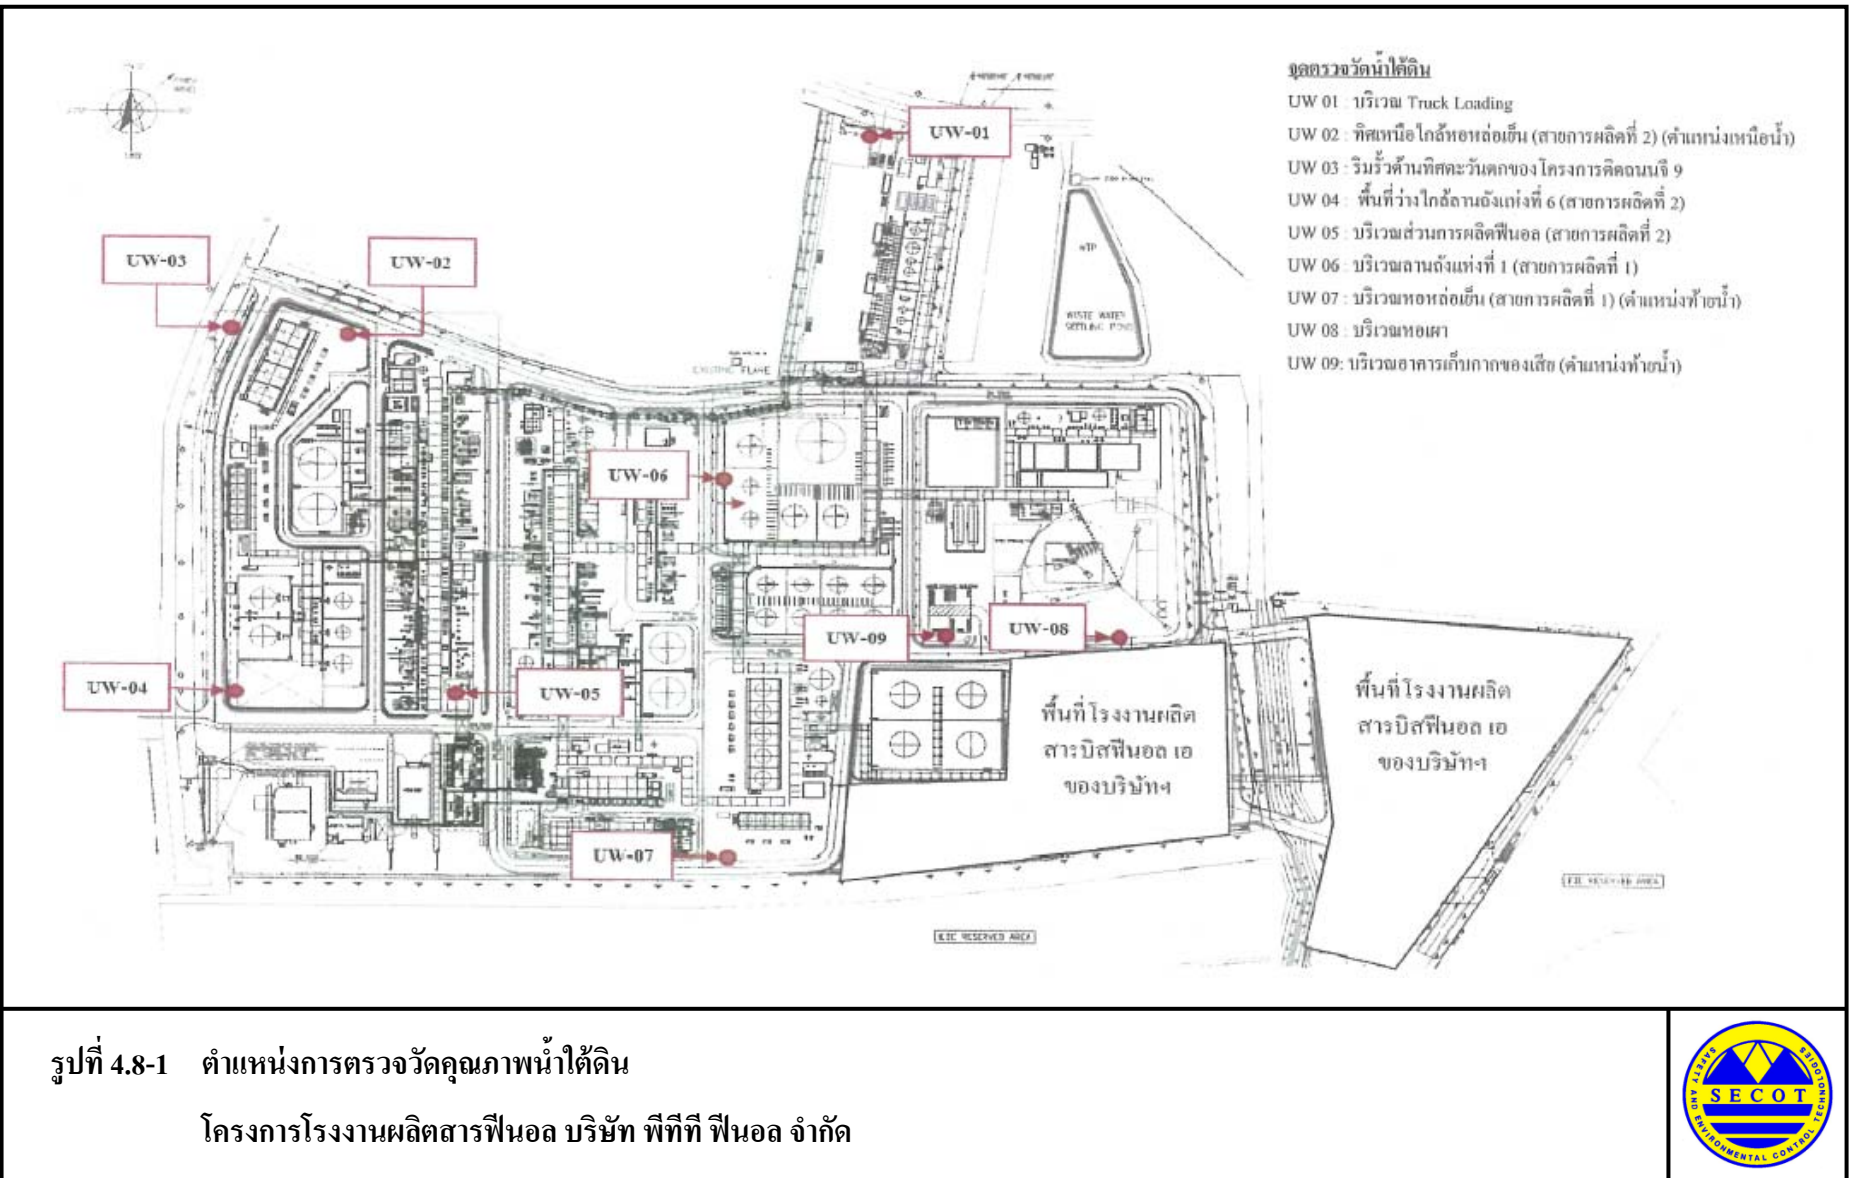 จุดตรวจวัดน้ำใต้ดิน
UW 01 : บริเวณ Truck Loading
UW 02 : ทิศเหนือใกล้หอหล่อเย็น (สายการผลิตที่ 2) (ตำแหน่งเหนือน้ำ)
UW 03 : ริมรั้วด้านทิศตะวันตกของโครงการติดถนนจี 9
UW 04 : พื้นที่ว่างใกล้ลานถังแห่งที่ 6 (สายการผลิตที่ 2)
UW 05 : บริเวณส่วนการผลิตฟีนอล (สายการผลิตที่ 2)
UW 06 : บริเวณลานถังแห่งที่ 1 (สายการผลิตที่ 1)
UW 07 : บริเวณหอหล่อเย็น (สายการผลิตที่ 1) (ตำแหน่งท้ายน้ำ)
UW 08 : บริเวณหอเผา
UW 09: บริเวณอาคารเก็บกากของเสีย (ตำแหน่งท้ายน้ำ)
UW-01
UW-03
UW-02
WTP
WASTE WATER
SETTLING POND
EXISTING FLARE
UW-06
UW-09
UW-08
UW-04
UW-05
พื้นที่โรงงานผลิต
สารบิสฟีนอล เอ
ของบริษัทฯ
พื้นที่โรงงานผลิต
สารบิสฟีนอล เอ
ของบริษัทฯ
UW-07
RESERVED AREA
รูปที่ 4.8-1 ตำแหน่งการตรวจวัดคุณภาพน้ำใต้ดิน
โครงการโรงงานผลิตสารฟีนอล บริษัท พีทีที ฟีนอล จำกัด
SECOT
SAFETY AND ENVIRONMENTAL CONTROL TECHNOLOGIES